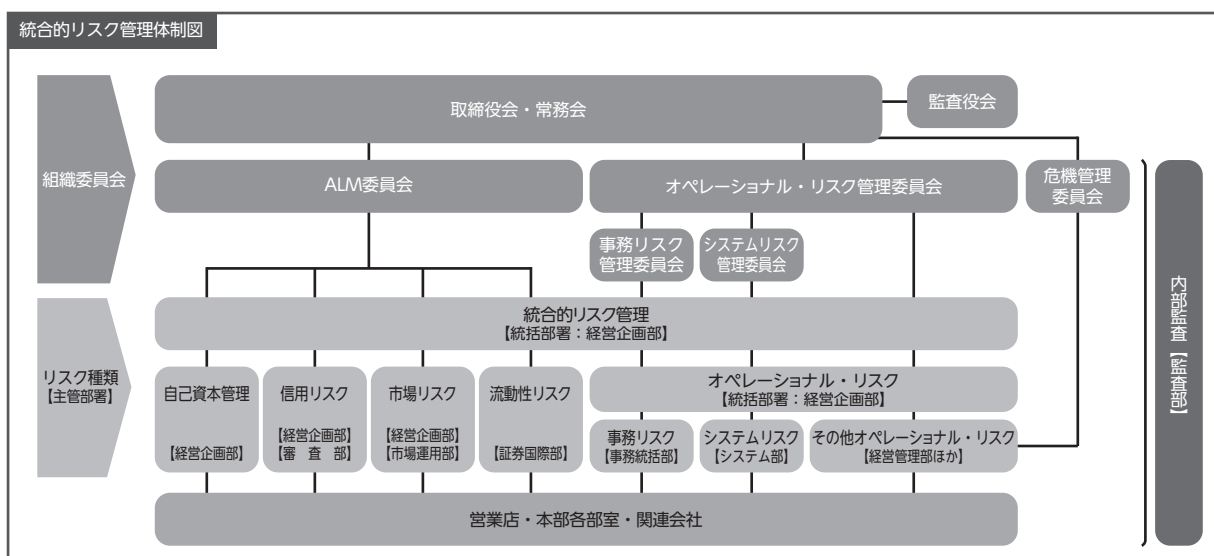 統合的リスク管理体制図
組織委員会
取締役会・常務会
監査役会
ALM委員会
オペレーショナル・リスク管理委員会
危機管理
委員会
事務リスク
管理委員会
システムリスク
管理委員会
リスク種類
【主管部署】
統合的リスク管理
【統括部署：経営企画部】
自己資本管理
【経営企画部】
信用リスク
【経営企画部】
【審　査　部】
市場リスク
【経営企画部】
【市場運用部】
流動性リスク
【証券国際部】
オペレーショナル・リスク
【統括部署：経営企画部】
事務リスク
【事務統括部】
システムリスク
【システム部】
その他オペレーショナル・リスク
【経営管理部ほか】
営業店・本部各部室・関連会社
内部監査【監査部】